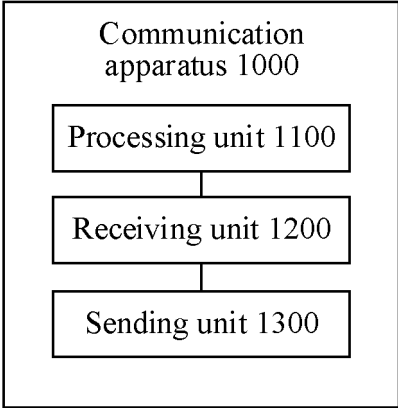 Communication
apparatus 1000
Processing unit 1100
Receiving unit 1200
Sending unit 1300